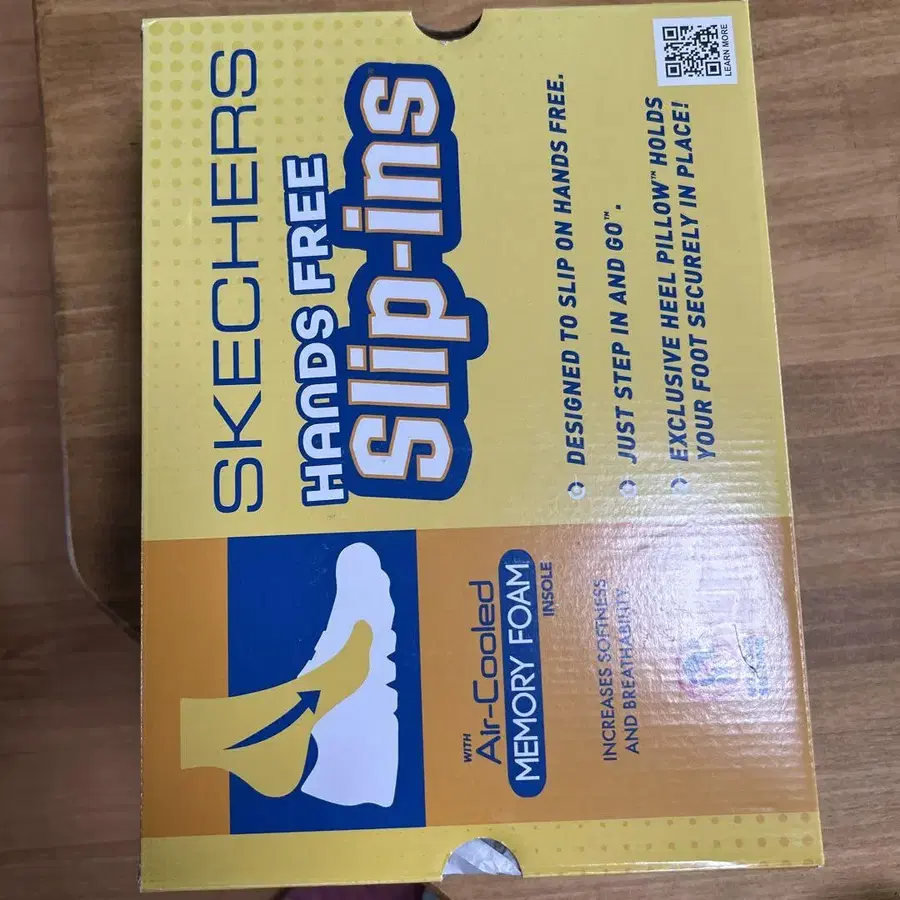 SKECHERS
HANDS FREE
Slip-ins
DESIGNED TO SLIP ON HANDS FREE.
JUST STEP IN AND GO™.
EXCLUSIVE HEEL PILLOW™ HOLDS
YOUR FOOT SECURELY IN PLACE!
LEARN MORE
WITH
Air-Cooled
MEMORY FOAM
INSOLE
INCREASES SOFTNESS
AND BREATHABILITY